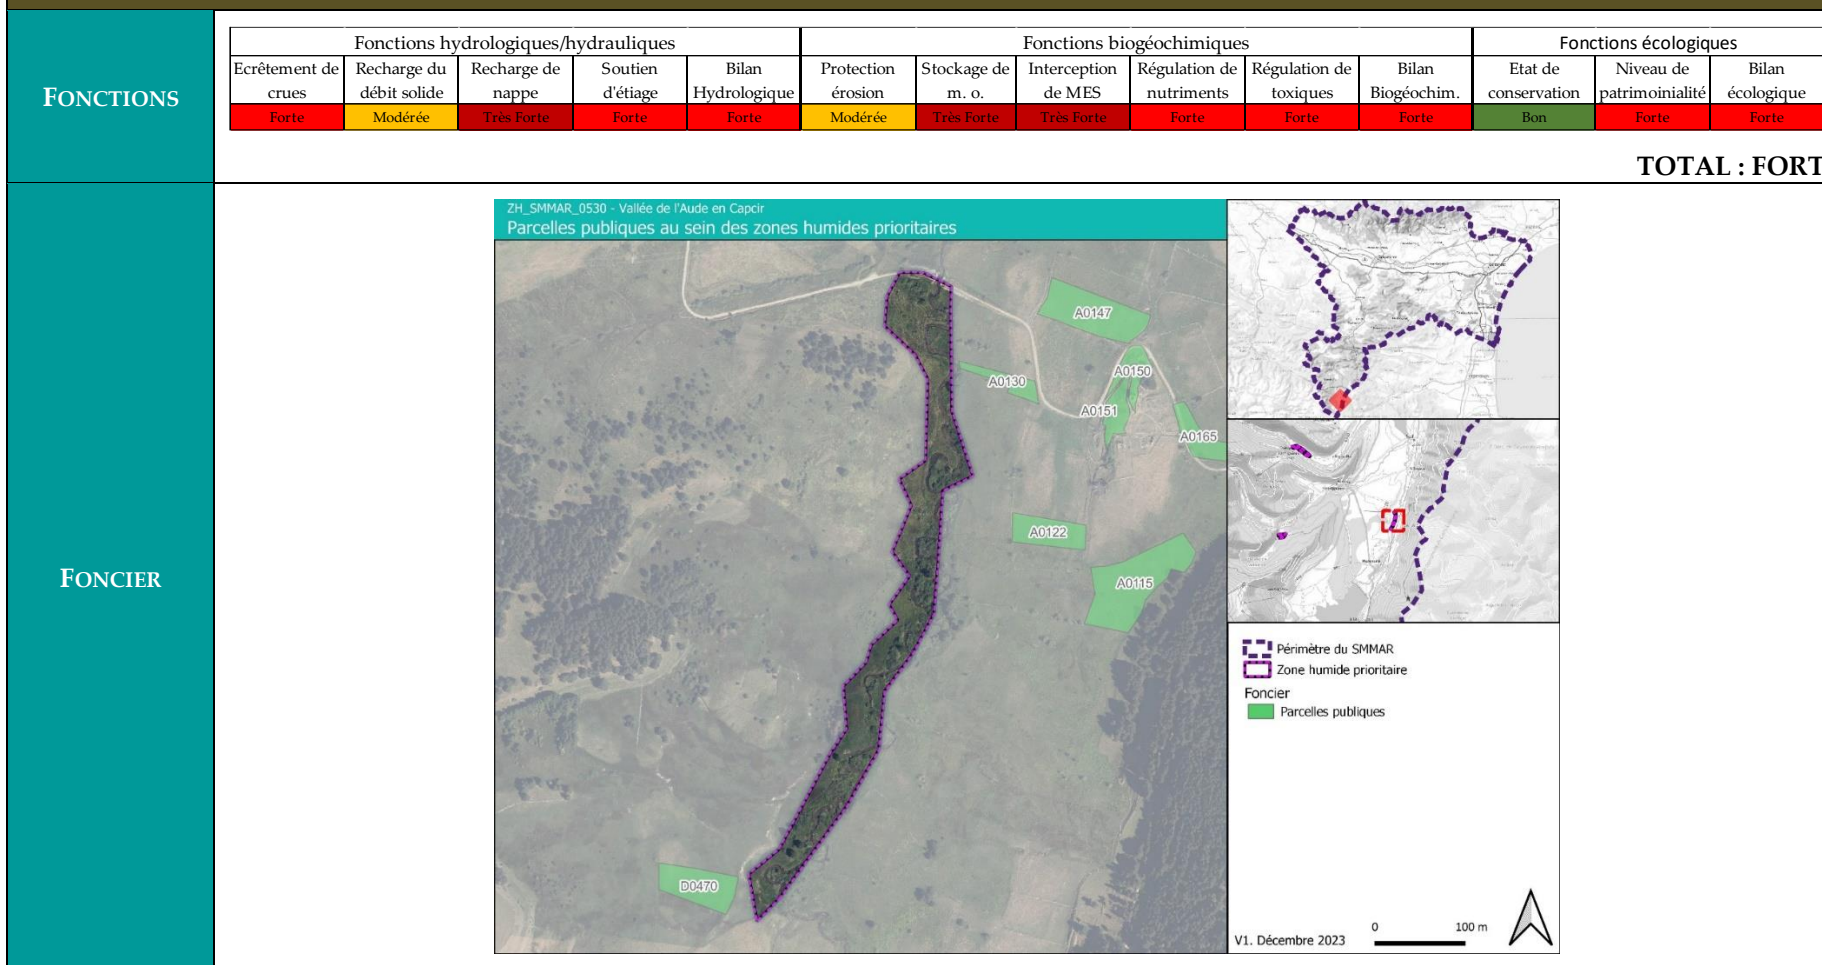 FONCTIONS
Fonctions hydrologiques/hydrauliques Fonctions biogéochimiques Fonctions écologiques
Ecrêtement de crues Recharge du débit solide Recharge de nappe Soutien d'étiage Bilan Hydrologique Protection érosion Stockage de m. o. Interception de MES Régulation de nutriments Régulation de toxiques Bilan Biogéochim. Etat de conservation Niveau de patrimoinialité Bilan écologique
Forte Modérée Très Forte Forte Forte Modérée Très Forte Très Forte Forte Forte Forte Bon Forte Forte
TOTAL : FORT
FONCIER
ZH_SMMAR_0530 - Vallée de l'Aude en Capcir
Parcelles publiques au sein des zones humides prioritaires
A0147
A0130
A0150
A0151
A0165
A0122
A0115
D0470
Périmètre du SMMAR
Zone humide prioritaire
Foncier
Parcelles publiques
V1. Décembre 2023
0 100 m